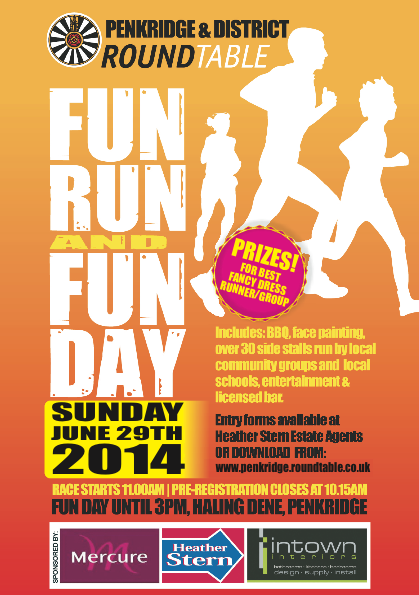 PENKRIDGE & DISTRICT
ROUNDTABLE
FUN
RUN
AND
FUN
DAY
PRIZES!
FOR BEST
FANCY DRESS
RUNNER/GROUP
Includes: BBQ, face painting,
over 30 side stalls run by local
community groups and local
schools, entertainment &
licensed bar.
SUNDAY
JUNE 29TH
2014
Entry forms available at
Heather Stern Estate Agents
OR DOWNLOAD FROM:
www.penkridge.roundtable.co.uk
RACE STARTS 11.00AM | PRE-REGISTRATION CLOSES AT 10.15AM
FUN DAY UNTIL 3PM, HALING DENE, PENKRIDGE
SPONSORED BY:
Mercure
Heather
Stern
intown
interiors
design - supply - install